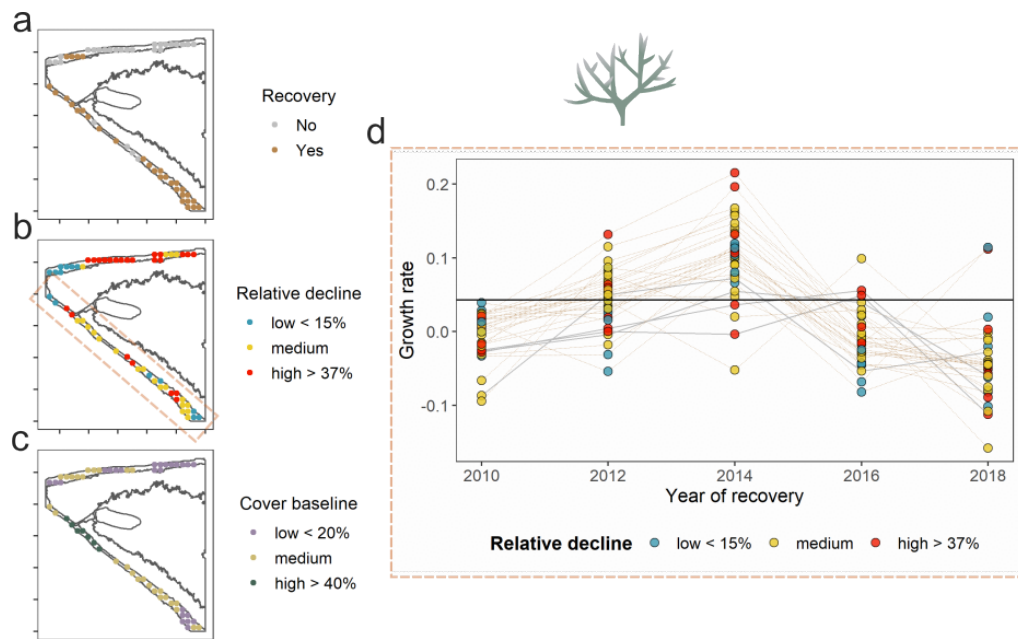 a
Recovery
No
Yes
b
Relative decline
low < 15%
medium
high > 37%
c
Cover baseline
low < 20%
medium
high > 40%
d
Growth rate
0.2
0.1
0.0
-0.1
2010 2012 2014 2016 2018
Year of recovery
Relative decline low < 15% medium high > 37%